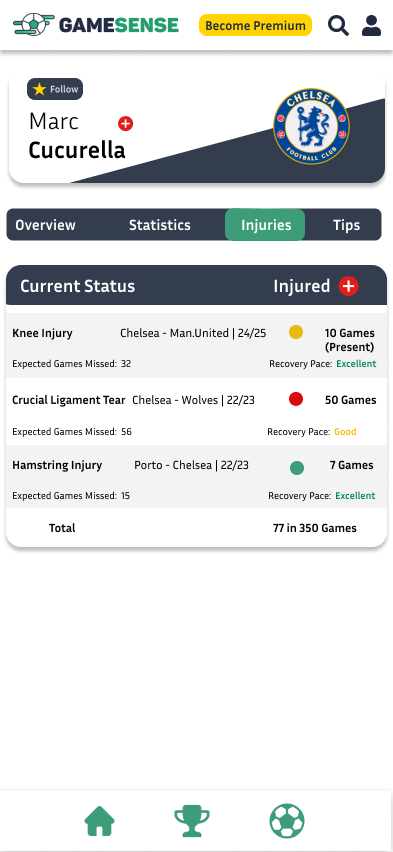 GAMESENSE
Become Premium
Follow
Marc
Cucurella
CHELSEA
FOOTBALL CLUB
Overview Statistics Injuries Tips
Current Status Injured
Knee Injury Chelsea - Man.United | 24/25 10 Games
(Present)
Expected Games Missed: 32 Recovery Pace: Excellent
Crucial Ligament Tear Chelsea - Wolves | 22/23 50 Games
Expected Games Missed: 56 Recovery Pace: Good
Hamstring Injury Porto - Chelsea | 22/23 7 Games
Expected Games Missed: 15 Recovery Pace: Excellent
Total 77 in 350 Games